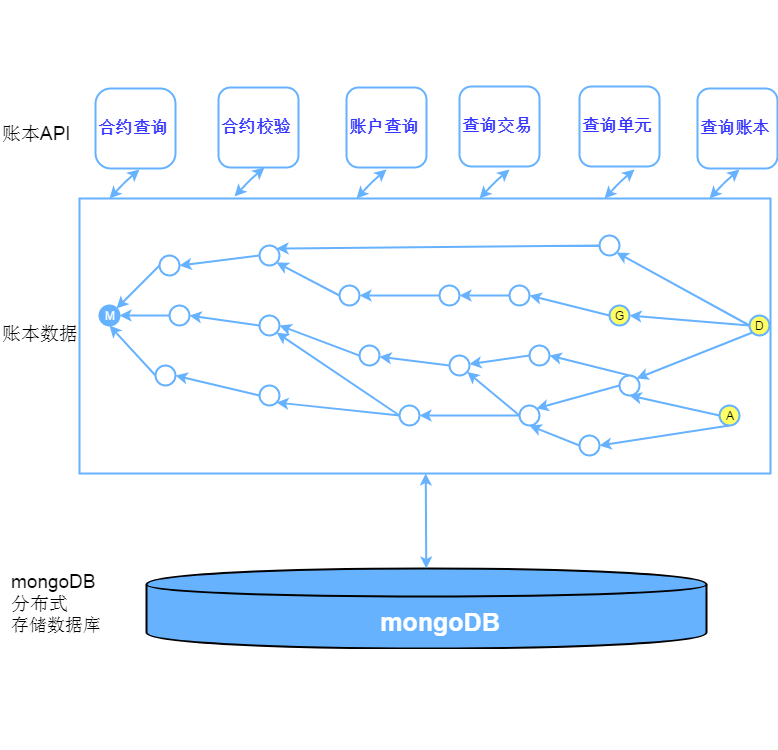 账本API
合约查询
合约校验
账户查询
查询交易
查询单元
查询账本
账本数据
M
G
D
A
mongoDB
分布式
存储数据库
mongoDB